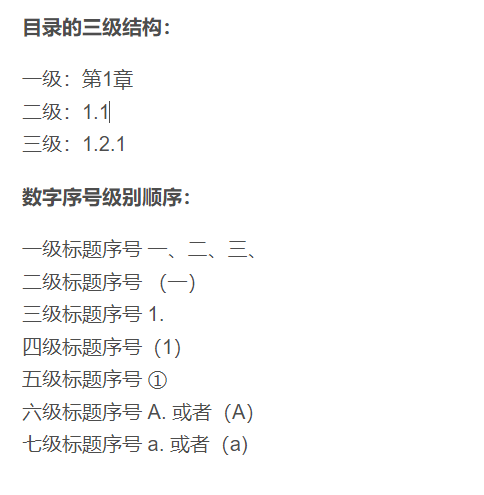 目录的三级结构：
一级：第1章
二级：1.1
三级：1.2.1
数字序号级别顺序：
一级标题序号 一、二、三、
二级标题序号 （一）
三级标题序号 1.
四级标题序号（1）
五级标题序号 ①
六级标题序号 A. 或者（A）
七级标题序号 a. 或者（a）